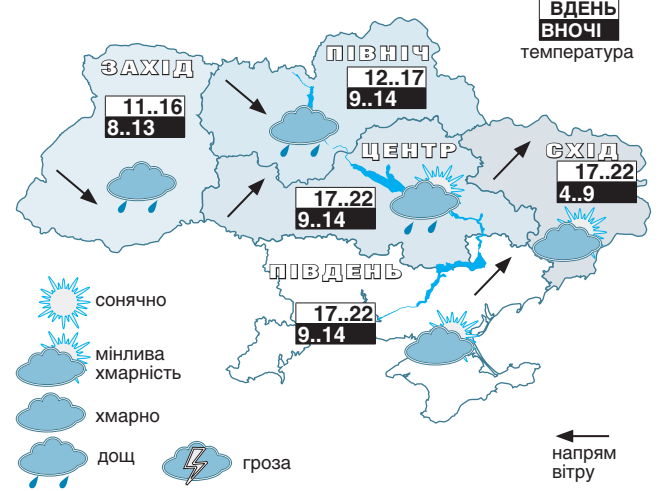 ВДЕНЬ
ВНОЧІ
температура
ПІВНІЧ
12..17
9..14
ЗАХІД
11..16
8..13
ЦЕНТР
17..22
9..14
СХІД
17..22
4..9
ПІВДЕНЬ
17..22
9..14
сонячно
мінлива
хмарність
хмарно
дощ
гроза
напрям
вітру